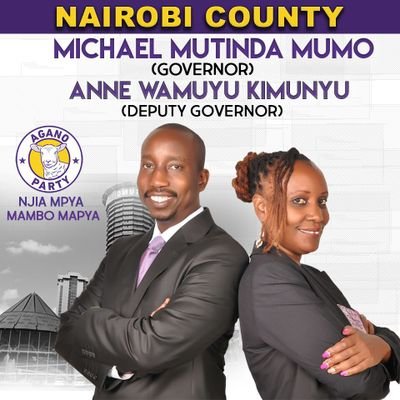 NAIROBI COUNTY
MICHAEL MUTINDA MUMO
(GOVERNOR)
ANNE WAMUYU KIMUNYU
(DEPUTY GOVERNOR)
AGANO
PARTY
NJIA MPYA
MAMBO MAPYA